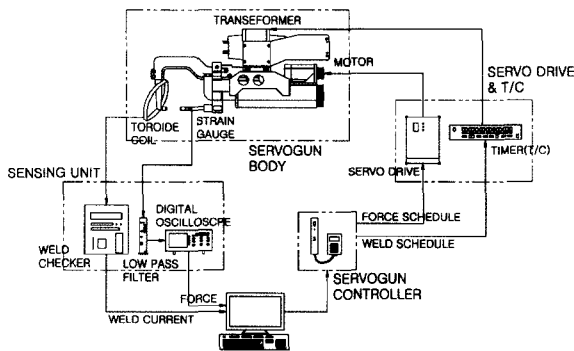 TRANSEFORMER
MOTOR
SERVO DRIVE
& T/C
TOROIDE
COIL
STRAIN
GAUGE
SERVOGUN
BODY
SERVO DRIVE
TIMER(T/C)
SENSING UNIT
DIGITAL
OSCILLOSCPE
WELD
CHECKER
LOW PASS
FILTER
FORCE SCHEDULE
WELD SCHEDULE
SERVOGUN
CONTROLLER
FORCE
WELD CURRENT